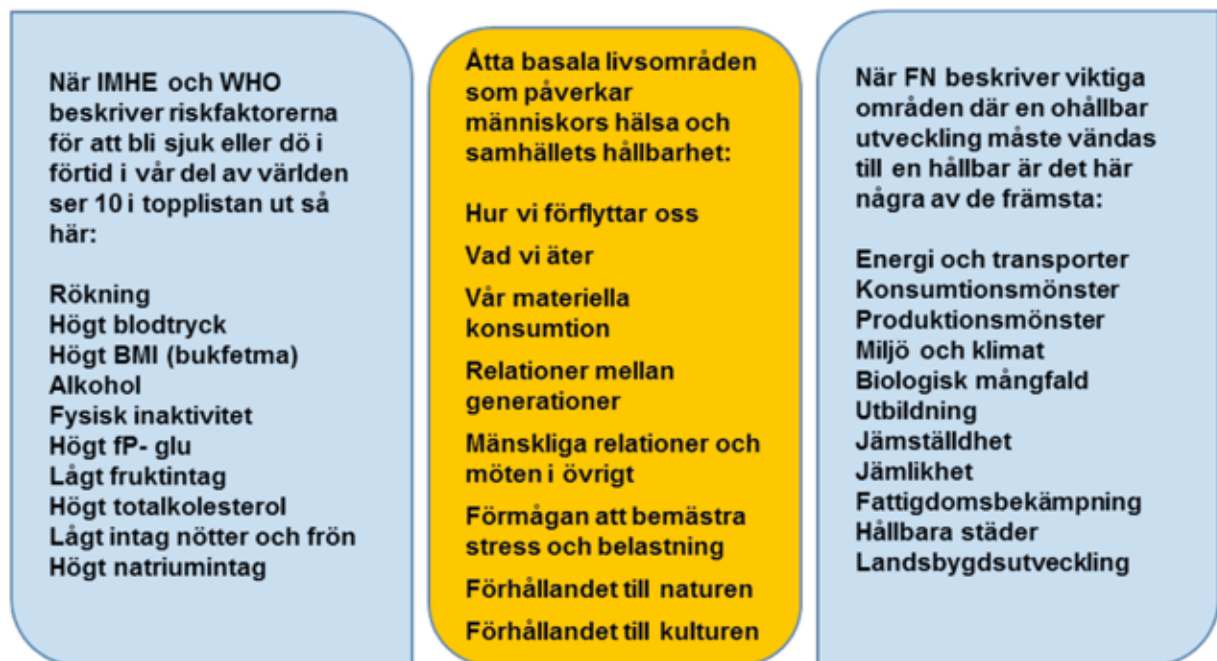 När IMHE och WHO
beskriver riskfaktorerna
för att bli sjuk eller dö i
förtid i vår del av världen
ser 10 i topplistan ut så
här:
Rökning
Högt blodtryck
Högt BMI (bukfetma)
Alkohol
Fysisk inaktivitet
Högt fP- glu
Lågt fruktintag
Högt totalkolesterol
Lågt intag nötter och frön
Högt natriumintag
Åtta basala livsområden
som påverkar
människors hälsa och
samhällets hållbarhet:
Hur vi förflyttar oss
Vad vi äter
Vår materiella
konsumtion
Relationer mellan
generationer
Mänskliga relationer och
möten i övrigt
Förmågan att bemästra
stress och belastning
Förhållandet till naturen
Förhållandet till kulturen
När FN beskriver viktiga
områden där en ohållbar
utveckling måste vändas
till en hållbar är det här
några av de främsta:
Energi och transporter
Konsumtionsmönster
Produktionsmönster
Miljö och klimat
Biologisk mångfald
Utbildning
Jämställdhet
Jämlikhet
Fattigdomsbekämpning
Hållbara städer
Landsbygdsutveckling